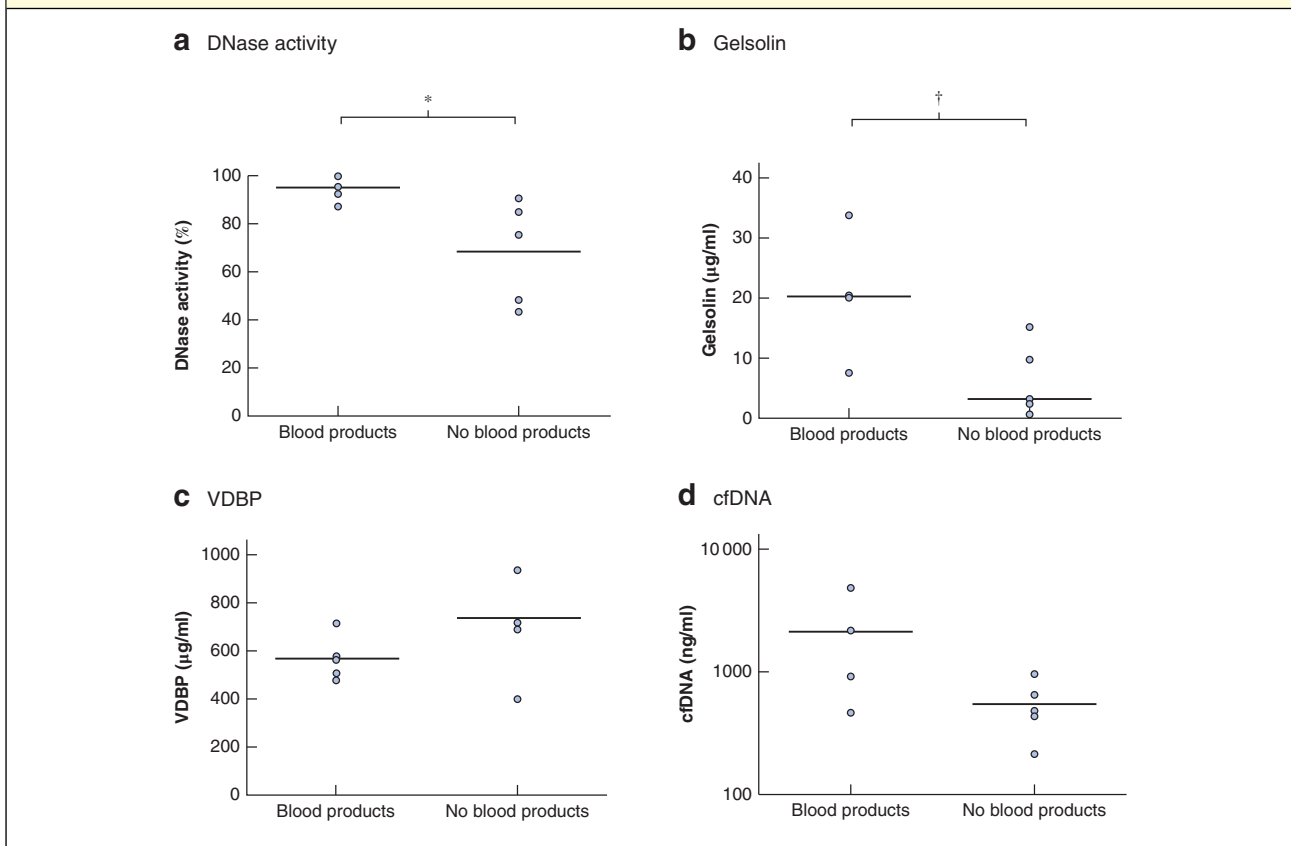 a DNase activity
*
DNase activity (%)
100
80
60
40
20
0
Blood products No blood products
b Gelsolin
†
Gelsolin (µg/ml)
40
30
20
10
0
Blood products No blood products
c VDBP
VDBP (µg/ml)
1000
800
600
400
200
0
Blood products No blood products
d cfDNA
cfDNA (ng/ml)
10 000
1000
100
Blood products No blood products